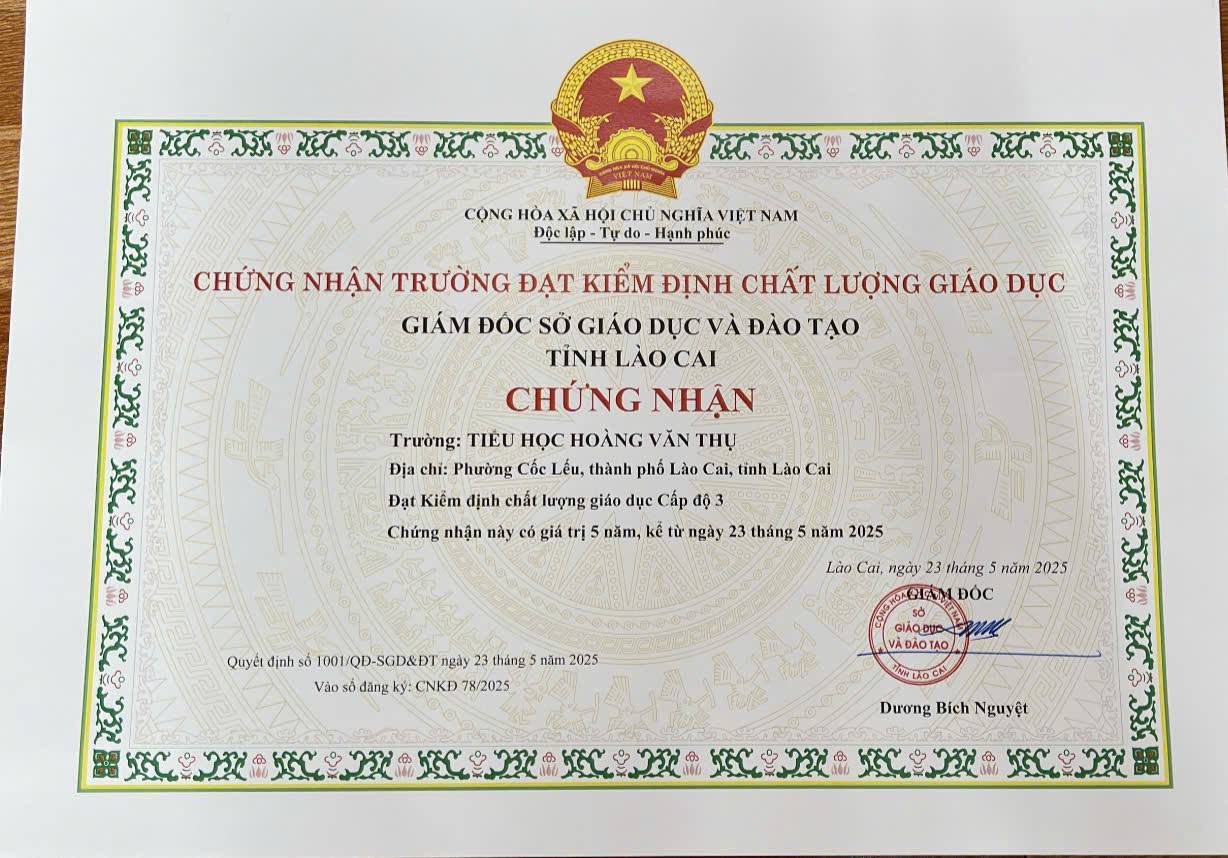 CỘNG HÒA XÃ HỘI CHỦ NGHĨA VIỆT NAM
Độc lập - Tự do - Hạnh phúc
CHỨNG NHẬN TRƯỜNG ĐẠT KIỂM ĐỊNH CHẤT LƯỢNG GIÁO DỤC
GIÁM ĐỐC SỞ GIÁO DỤC VÀ ĐÀO TẠO
TỈNH LÀO CAI
CHỨNG NHẬN
Trường: TIỂU HỌC HOÀNG VĂN THỤ
Địa chỉ: Phường Cốc Lếu, thành phố Lào Cai, tỉnh Lào Cai
Đạt Kiểm định chất lượng giáo dục Cấp độ 3
Chứng nhận này có giá trị 5 năm, kể từ ngày 23 tháng 5 năm 2025
Lào Cai, ngày 23 tháng 5 năm 2025
GIÁM ĐỐC
SỞ
GIÁO DỤC
VÀ ĐÀO TẠO
TỈNH LÀO CAI
Quyết định số 1001/QĐ-SGD&ĐT ngày 23 tháng 5 năm 2025
Vào sổ đăng ký: CNKĐ 78/2025
Dương Bích Nguyệt